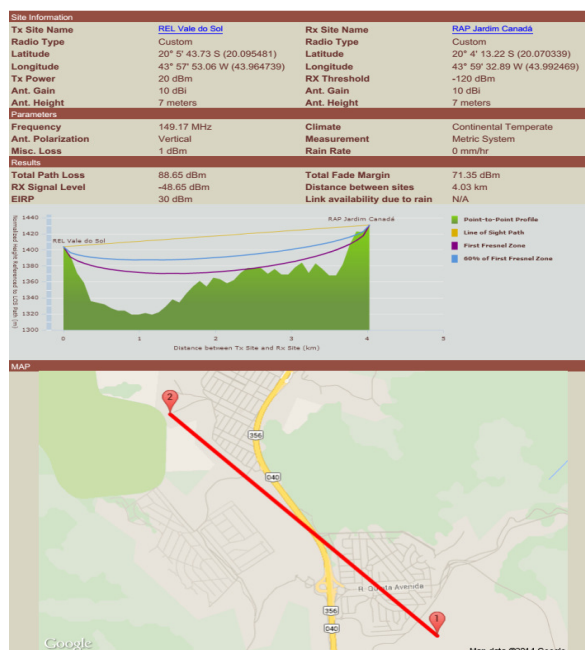 Site Information
Tx Site Name REL Vale do Sol Rx Site Name RAP Jardim Canadá
Radio Type Custom Radio Type Custom
Latitude 20° 5' 43.73 S (20.095481) Latitude 20° 4' 13.22 S (20.070339)
Longitude 43° 57' 53.06 W (43.964739) Longitude 43° 59' 32.89 W (43.992469)
Tx Power 20 dBm RX Threshold -120 dBm
Ant. Gain 10 dBi Ant. Gain 10 dBi
Ant. Height 7 meters Ant. Height 7 meters
Parameters
Frequency 149.17 MHz Climate Continental Temperate
Ant. Polarization Vertical Measurement Metric System
Misc. Loss 1 dBm Rain Rate 0 mm/hr
Results
Total Path Loss 88.65 dBm Total Fade Margin 71.35 dBm
RX Signal Level -48.65 dBm Distance between sites 4.03 km
EIRP 30 dBm Link availability due to rain N/A
1440
1420
1400
1380
1360
1340
1320
1300
REL Vale do Sol
RAP Jardim Canadá
Point-to-Point Profile
Line of Sight Path
First Fresnel Zone
60% of First Fresnel Zone
0 1 2 3 4 5
Distance between Tx Site and Rx Site (km)
MAP
2
356
040
1
356
040
Google